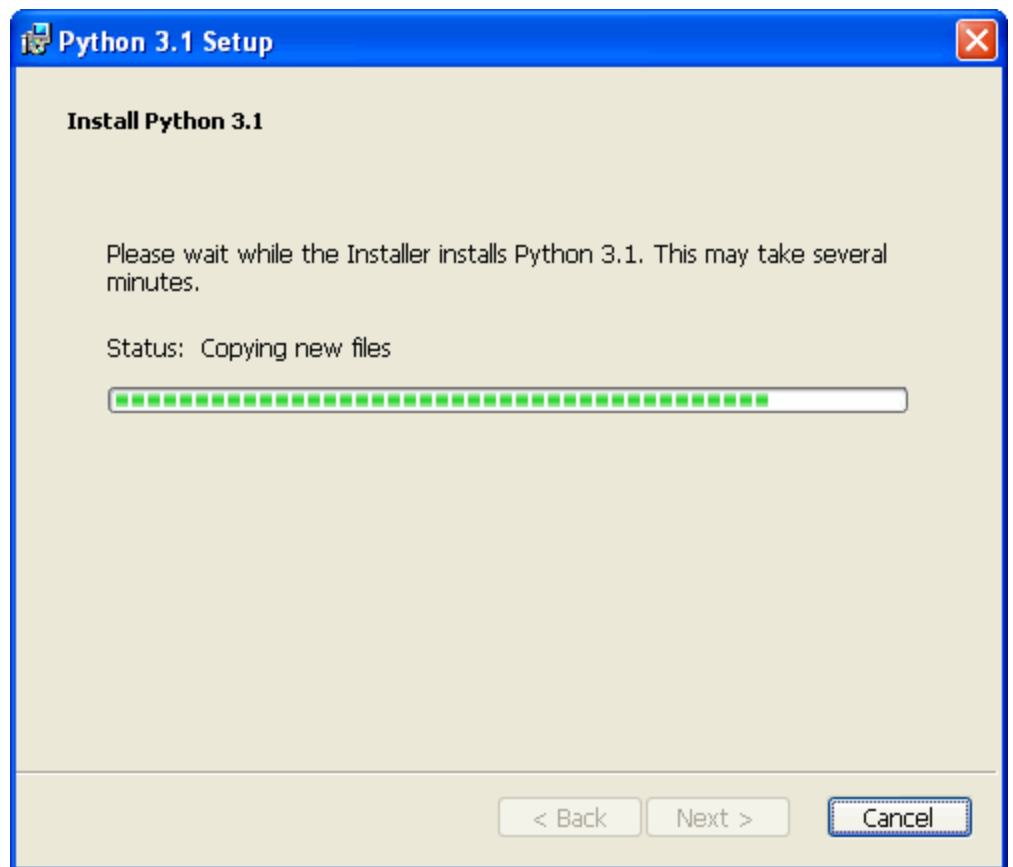 Python 3.1 Setup
Install Python 3.1
Please wait while the Installer installs Python 3.1. This may take several
minutes.
Status: Copying new files
< Back Next > Cancel